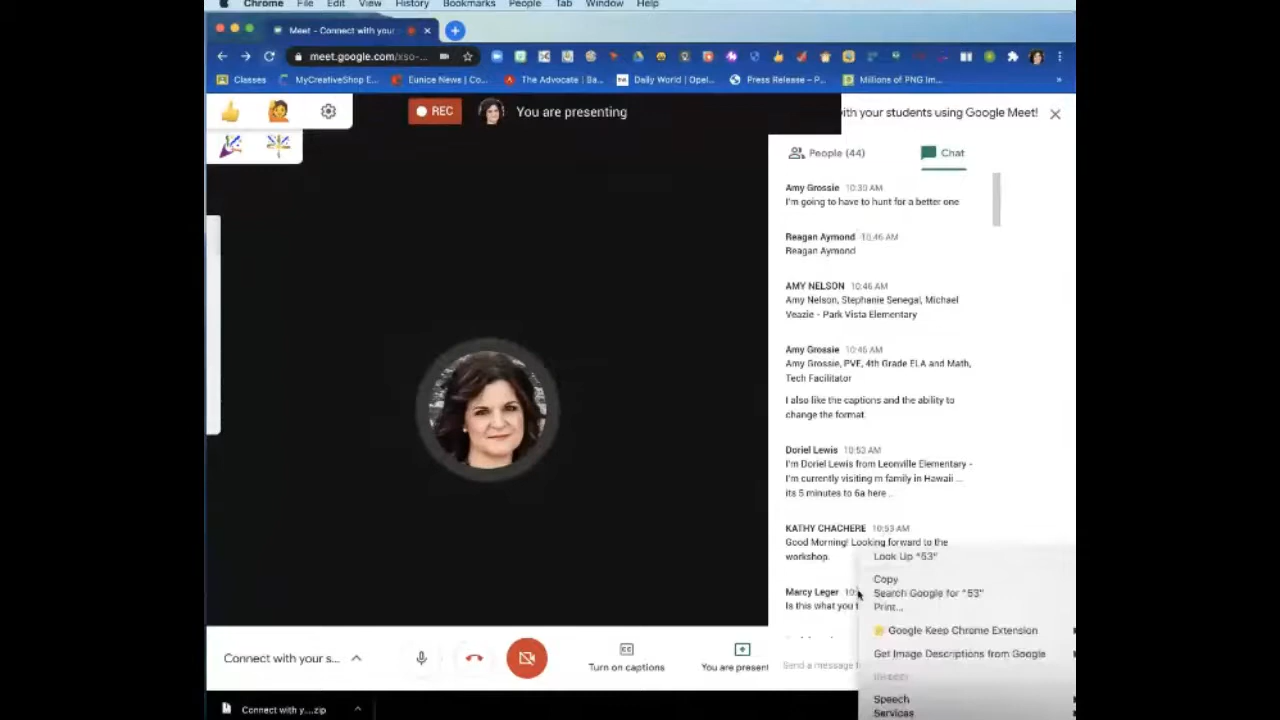 Chrome File Edit View History Bookmarks People Tab Window Help
Meet - Connect with your
meet.google.com/xso-...
Classes MyCreativeShop E... Eunice News | Co... The Advocate | Ba... Daily World | Opel... Press Release – P... Millions of PNG Im...
REC You are presenting
with your students using Google Meet!
People (44) Chat
Amy Grossie 10:39 AM
I'm going to have to hunt for a better one
Reagan Aymond 10:46 AM
Reagan Aymond
AMY NELSON 10:46 AM
Amy Nelson, Stephanie Senegal, Michael
Veazie - Park Vista Elementary
Amy Grossie 10:46 AM
Amy Grossie, PVE, 4th Grade ELA and Math,
Tech Facilitator
I also like the captions and the ability to
change the format.
Doriel Lewis 10:53 AM
I'm Doriel Lewis from Leonville Elementary -
I'm currently visiting m family in Hawaii ...
its 5 minutes to 6a here ..
KATHY CHACHERE 10:53 AM
Good Morning! Looking forward to the
workshop.
Look Up "53"
Copy
Marcy Leger
Search Google for "53"
Is this what you
Print...
Google Keep Chrome Extension
Get Image Descriptions from Google
Inspect
Speech
Services
Connect with your s...
Turn on captions
You are present
Send a message
Connect with y....zip